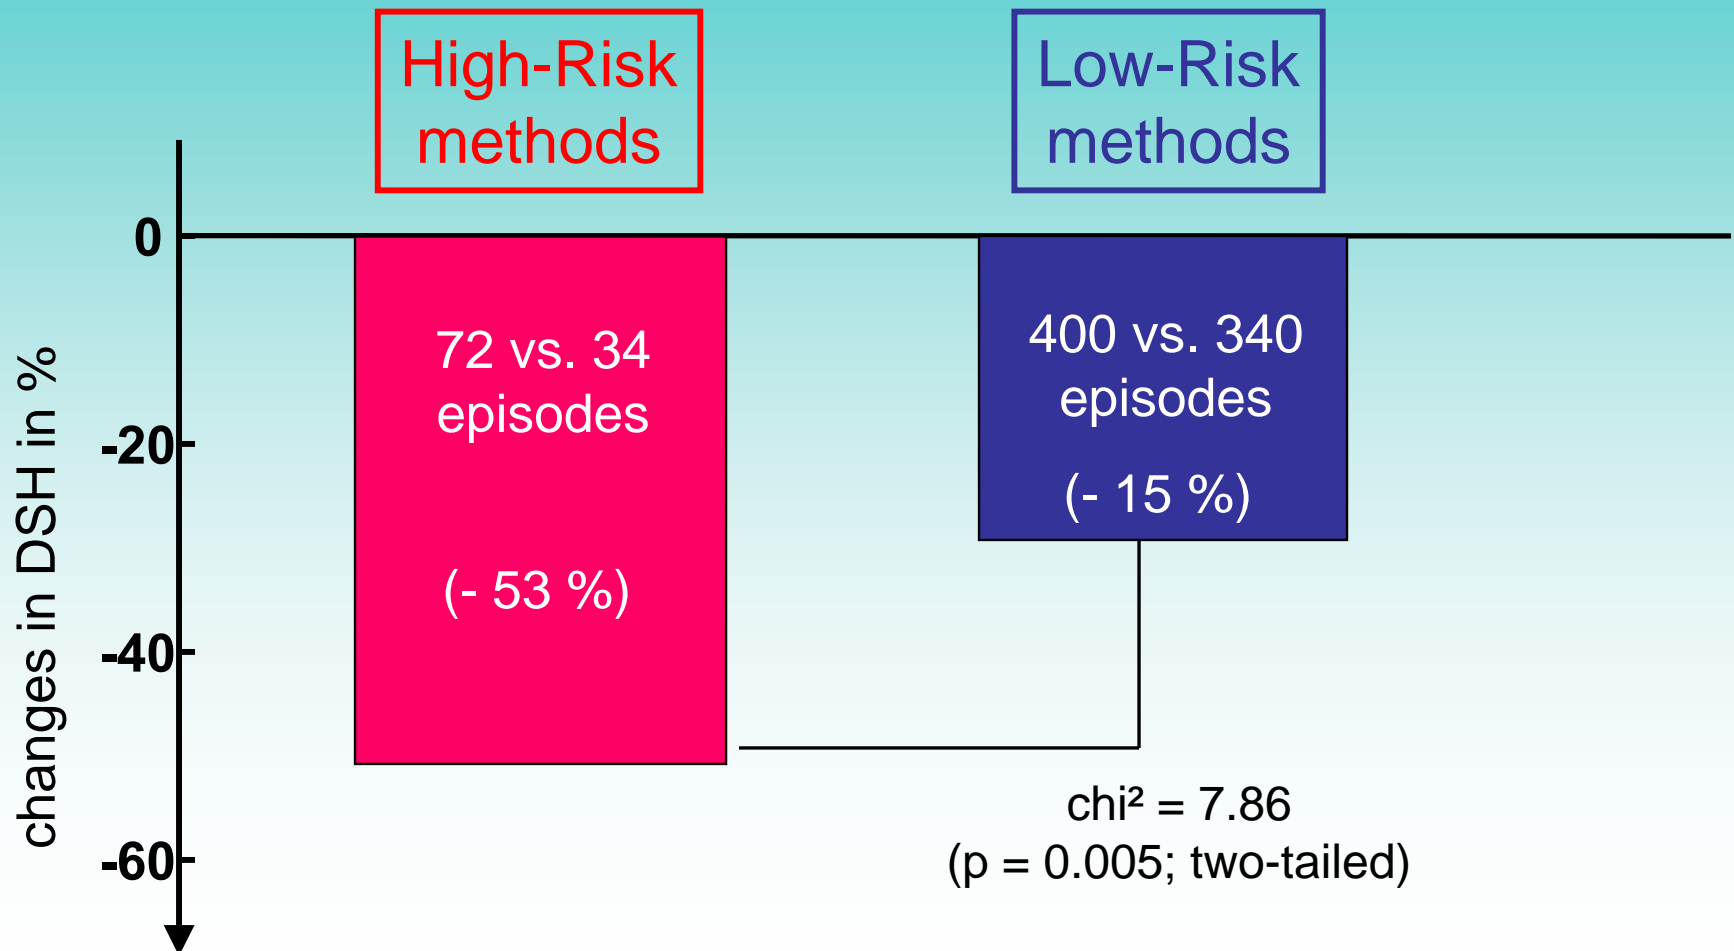 High-Risk
methods
Low-Risk
methods
0
-20
-40
-60
changes in DSH in %
72 vs. 34
episodes
(- 53 %)
400 vs. 340
episodes
(- 15 %)
chi² = 7.86
(p = 0.005; two-tailed)